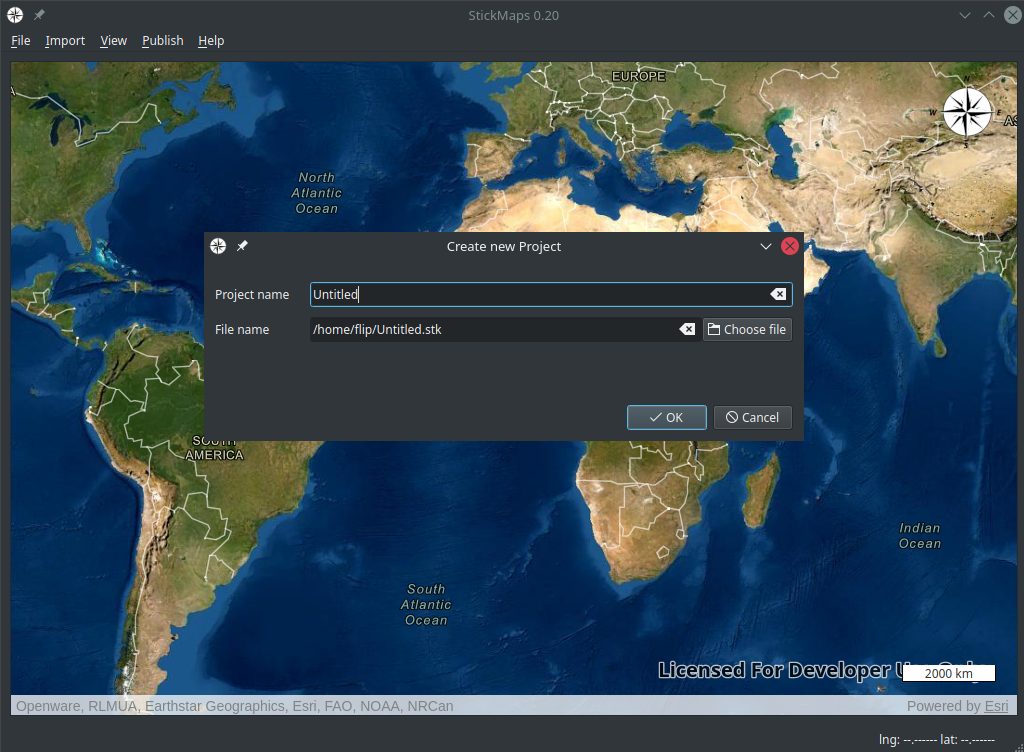 StickMaps 0.20
File Import View Publish Help
EUROPE
N
W E
S
North
Atlantic
Ocean
Create new Project
Project name Untitled
File name /home/flip/Untitled.stk Choose file
OK Cancel
SOUTH
AMERICA
Indian
Ocean
South
Atlantic
Ocean
Licensed For Developer Use Only
2000 km
Openware, RLMUA, Earthstar Geographics, Esri, FAO, NOAA, NRCan Powered by Esri
lng: --.------ lat: --.------